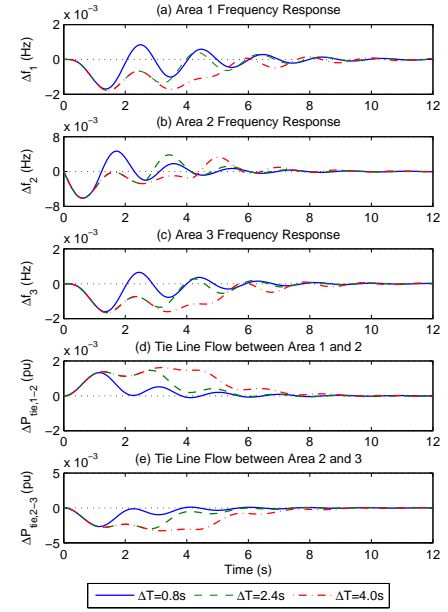 (a) Area 1 Frequency Response
x 10⁻³
2
0
−2
Δf₁ (Hz)
0 2 4 6 8 10 12
(b) Area 2 Frequency Response
x 10⁻³
8
0
−8
Δf₂ (Hz)
0 2 4 6 8 10 12
(c) Area 3 Frequency Response
x 10⁻³
2
0
−2
Δf₃ (Hz)
0 2 4 6 8 10 12
(d) Tie Line Flow between Area 1 and 2
x 10⁻³
2
0
−2
ΔP_tie,1−2 (pu)
0 2 4 6 8 10 12
(e) Tie Line Flow between Area 2 and 3
x 10⁻³
5
0
−5
ΔP_tie,2−3 (pu)
0 2 4 6 8 10 12
Time (s)
ΔT=0.8s ΔT=2.4s ΔT=4.0s